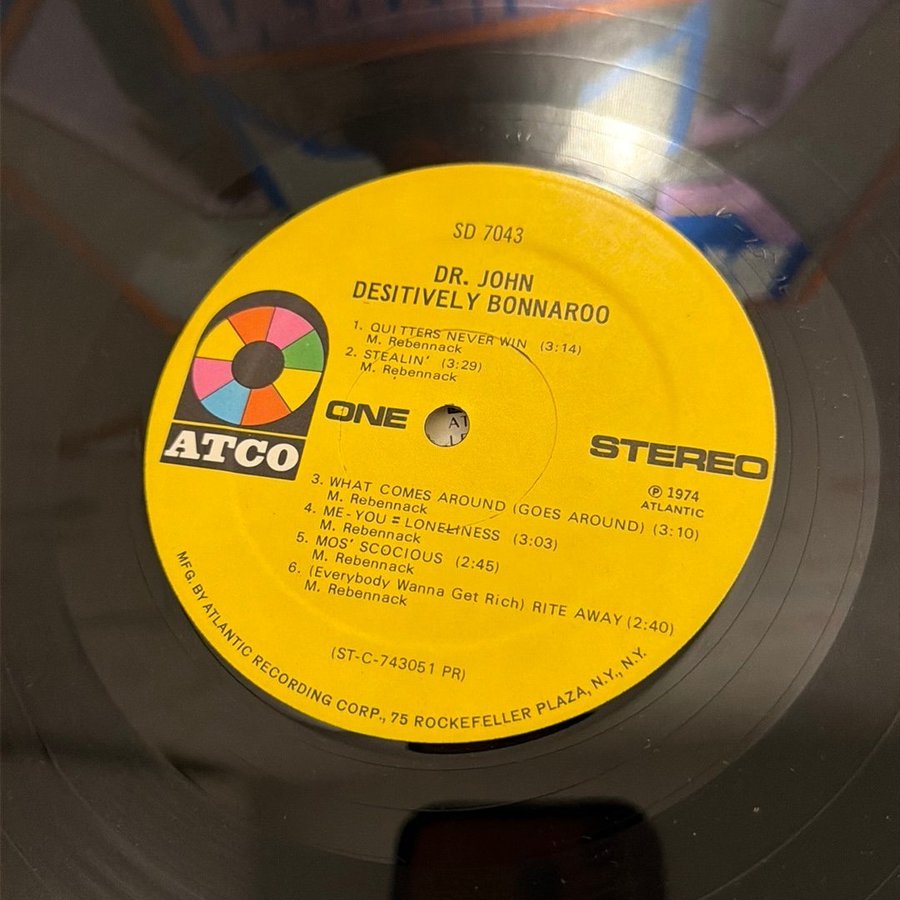 SD 7043
DR. JOHN
DESITIVELY BONNAROO
1. QUITTERS NEVER WIN (3:14)
M. Rebennack
2. STEALIN' (3:29)
M. Rebennack
ATCO
ONE
AT
STEREO
Ⓟ 1974
ATLANTIC
3. WHAT COMES AROUND (GOES AROUND) (3:10)
M. Rebennack
4. ME-YOU = LONELINESS (3:03)
M. Rebennack
5. MOS' SCOCIOUS (2:45)
M. Rebennack
6. (Everybody Wanna Get Rich) RITE AWAY (2:40)
M. Rebennack
(ST-C-743051 PR)
MFG. BY ATLANTIC RECORDING CORP., 75 ROCKEFELLER PLAZA, N.Y., N.Y.